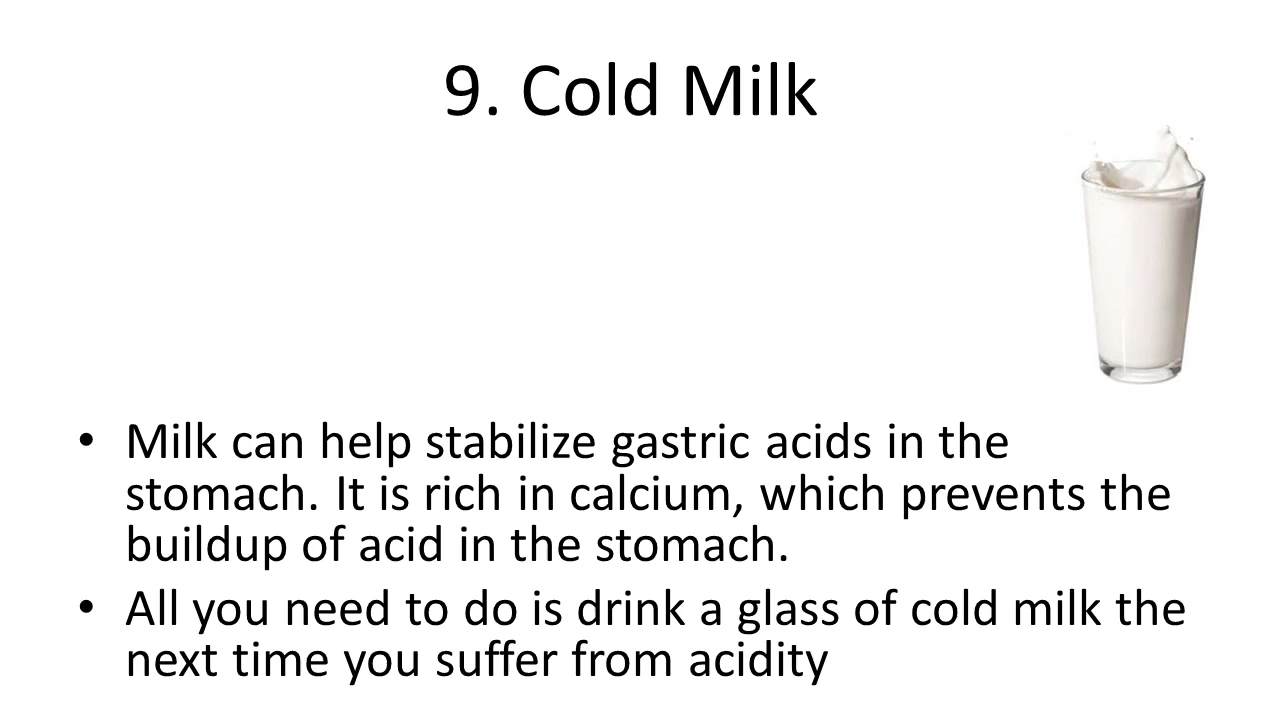 9. Cold Milk
• Milk can help stabilize gastric acids in the
stomach. It is rich in calcium, which prevents the
buildup of acid in the stomach.
• All you need to do is drink a glass of cold milk the
next time you suffer from acidity